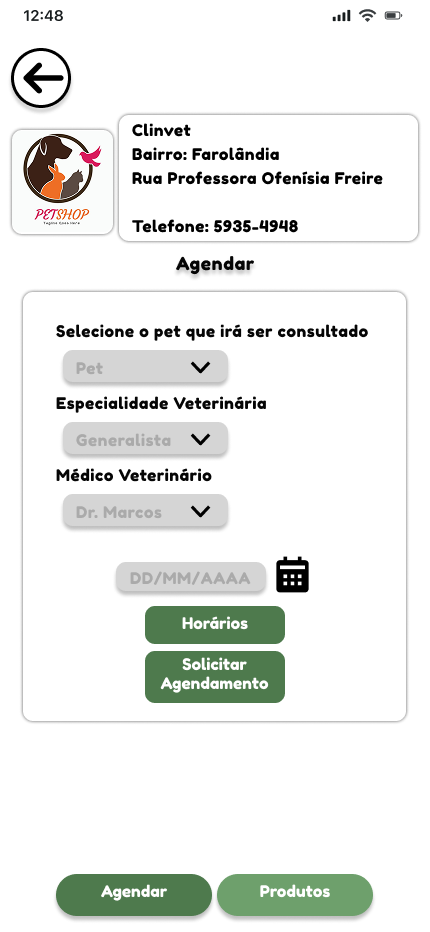 12:48
Clinvet
Bairro: Farolândia
Rua Professora Ofenísia Freire
Telefone: 5935-4948
PETSHOP
Agendar
Selecione o pet que irá ser consultado
Pet
Especialidade Veterinária
Generalista
Médico Veterinário
Dr. Marcos
DD/MM/AAAA
Horários
Solicitar
Agendamento
Agendar
Produtos